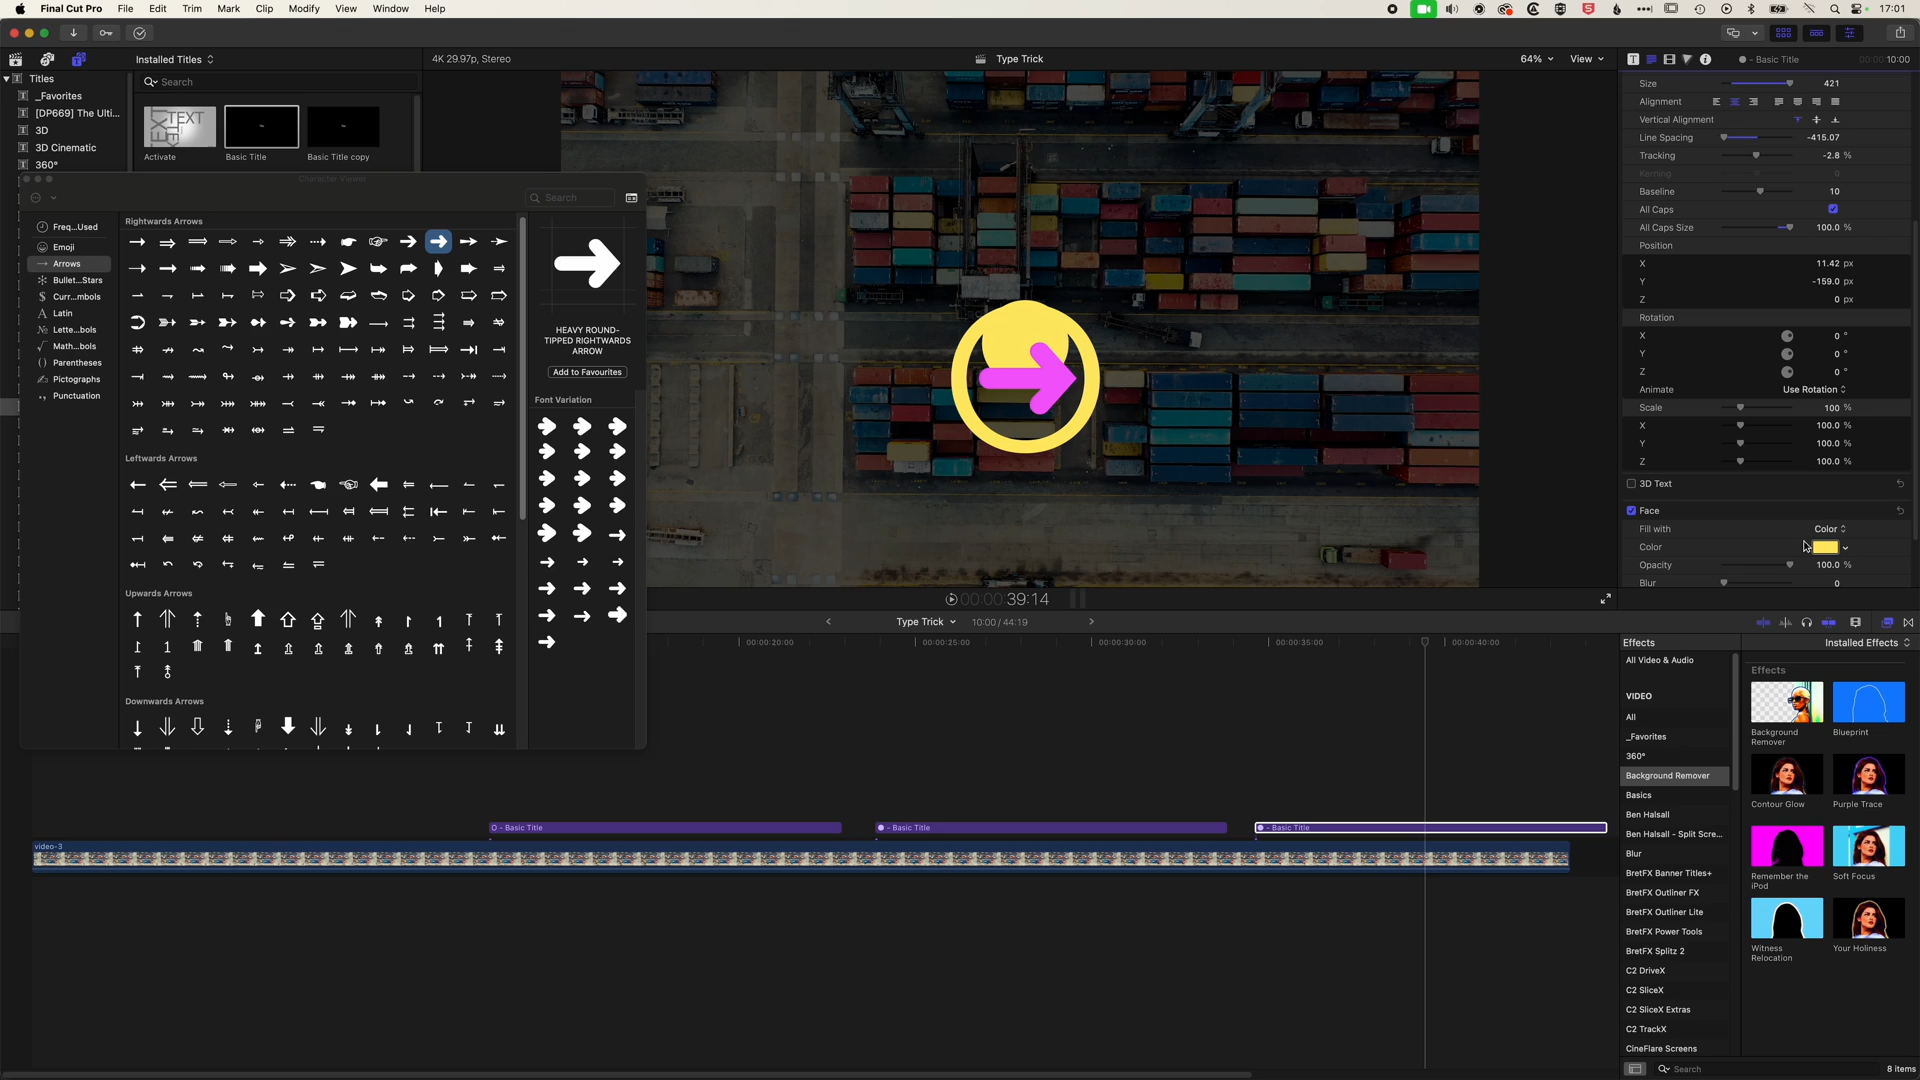 Final Cut Pro File Edit Trim Mark Clip Modify View Window Help 17:01
Installed Titles 4K 29.97p, Stereo Type Trick 64% View - Basic Title 00:00:10:00
Titles
_Favorites
[DP669] The Ulti...
3D
3D Cinematic
360°
Search
Activate Basic Title Basic Title copy
Character Viewer
Search
Freq...Used
Emoji
Arrows
Bullet...Stars
Curr...mbols
Latin
Lette...bols
Math...bols
Parentheses
Pictographs
Punctuation
Rightwards Arrows
Leftwards Arrows
Upwards Arrows
Downwards Arrows
HEAVY ROUND-
TIPPED RIGHTWARDS
ARROW
Add to Favourites
Font Variation
Size 421
Alignment
Vertical Alignment
Line Spacing -415.07
Tracking -2.8 %
Kerning 0
Baseline 10
All Caps
All Caps Size 100.0 %
Position
X 11.42 px
Y -159.0 px
Z 0 px
Rotation
X 0 °
Y 0 °
Z 0 °
Animate Use Rotation
Scale 100 %
X 100.0 %
Y 100.0 %
Z 100.0 %
3D Text
Face
Fill with Color
Color
Opacity 100.0 %
Blur 0
00:00:39:14
Type Trick 10:00 / 44:19
00:00:20:00 00:00:25:00 00:00:30:00 00:00:35:00 00:00:40:00
O - Basic Title
- Basic Title
- Basic Title
video-3
Effects Installed Effects
All Video & Audio
VIDEO
All
_Favorites
360°
Background Remover
Basics
Ben Halsall
Ben Halsall - Split Scre...
Blur
BretFX Banner Titles+
BretFX Outliner FX
BretFX Outliner Lite
BretFX Power Tools
BretFX Splitz 2
C2 DriveX
C2 SliceX
C2 SliceX Extras
C2 TrackX
CineFlare Screens
Effects
Background
Remover
Blueprint
Contour Glow
Purple Trace
Remember the
iPod
Soft Focus
Witness
Relocation
Your Holiness
Search
8 items